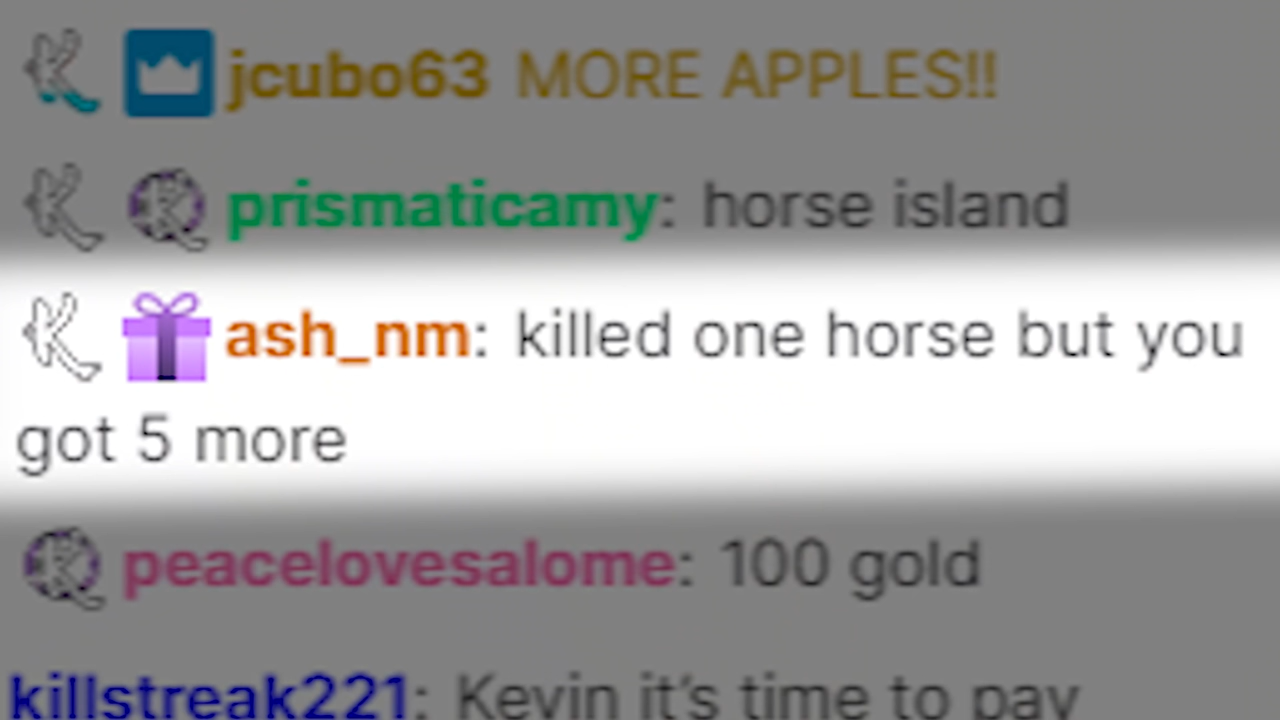 jcubo63 MORE APPLES!!
prismaticamy: horse island
ash_nm: killed one horse but you
got 5 more
peacelovesalome: 100 gold
killstreak221: Kevin it's time to pay